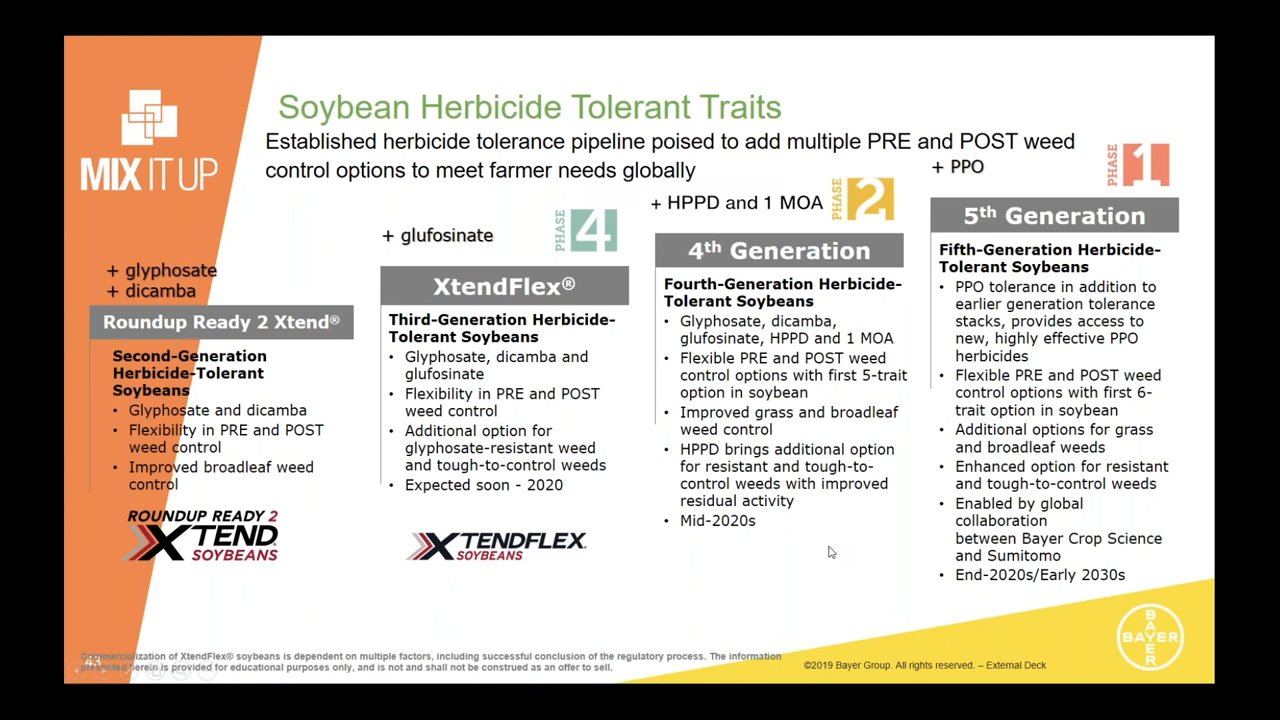 Soybean Herbicide Tolerant Traits
Established herbicide tolerance pipeline poised to add multiple PRE and POST weed
control options to meet farmer needs globally
MIX IT UP
+ glyphosate
+ dicamba
Roundup Ready 2 Xtend®
Second-Generation
Herbicide-Tolerant
Soybeans
• Glyphosate and dicamba
• Flexibility in PRE and POST
weed control
• Improved broadleaf weed
control
ROUNDUP READY 2
XTEND
SOYBEANS
+ glufosinate
PHASE 4
XtendFlex®
Third-Generation Herbicide-
Tolerant Soybeans
• Glyphosate, dicamba and
glufosinate
• Flexibility in PRE and POST
weed control
• Additional option for
glyphosate-resistant weed
and tough-to-control weeds
• Expected soon - 2020
XTENDFLEX
SOYBEANS
+ HPPD and 1 MOA
PHASE 2
4th Generation
Fourth-Generation Herbicide-
Tolerant Soybeans
• Glyphosate, dicamba,
glufosinate, HPPD and 1 MOA
• Flexible PRE and POST weed
control options with first 5-trait
option in soybean
• Improved grass and broadleaf
weed control
• HPPD brings additional option
for resistant and tough-to-
control weeds with improved
residual activity
• Mid-2020s
+ PPO
PHASE 1
5th Generation
Fifth-Generation Herbicide-
Tolerant Soybeans
• PPO tolerance in addition to
earlier generation tolerance
stacks, provides access to
new, highly effective PPO
herbicides
• Flexible PRE and POST weed
control options with first 6-
trait option in soybean
• Additional options for grass
and broadleaf weeds
• Enhanced option for resistant
and tough-to-control weeds
• Enabled by global
collaboration
between Bayer Crop Science
and Sumitomo
• End-2020s/Early 2030s
Commercialization of XtendFlex® soybeans is dependent on multiple factors, including successful conclusion of the regulatory process. The information
presented herein is provided for educational purposes only, and is not and shall not be construed as an offer to sell.
43
©2019 Bayer Group. All rights reserved. – External Deck
BAYER
BAYER